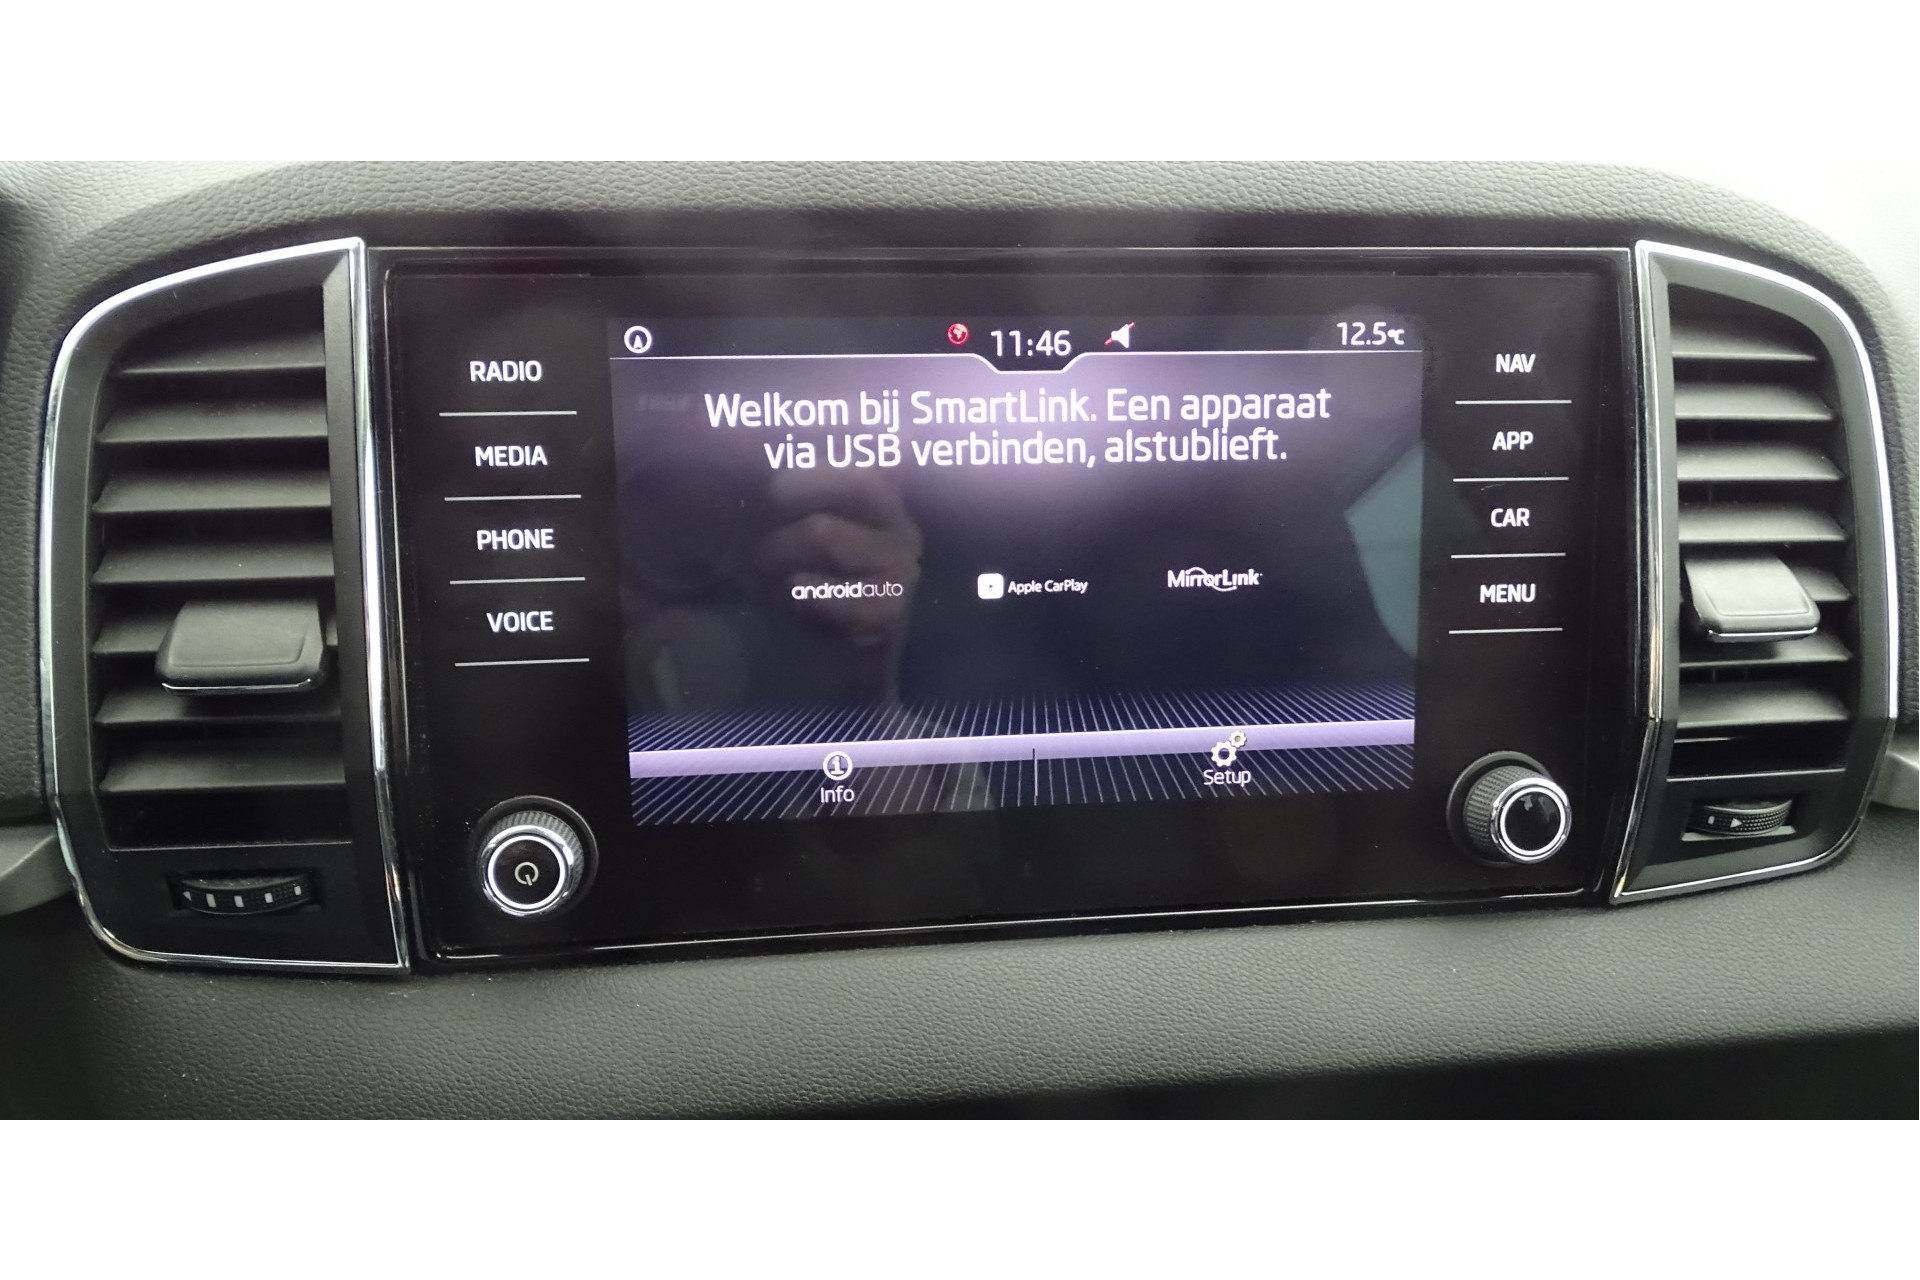 11:46
12.5°C
RADIO
MEDIA
PHONE
VOICE
Welkom bij SmartLink. Een apparaat
via USB verbinden, alstublieft.
androidauto
Apple CarPlay
MirrorLink
Info
Setup
NAV
APP
CAR
MENU